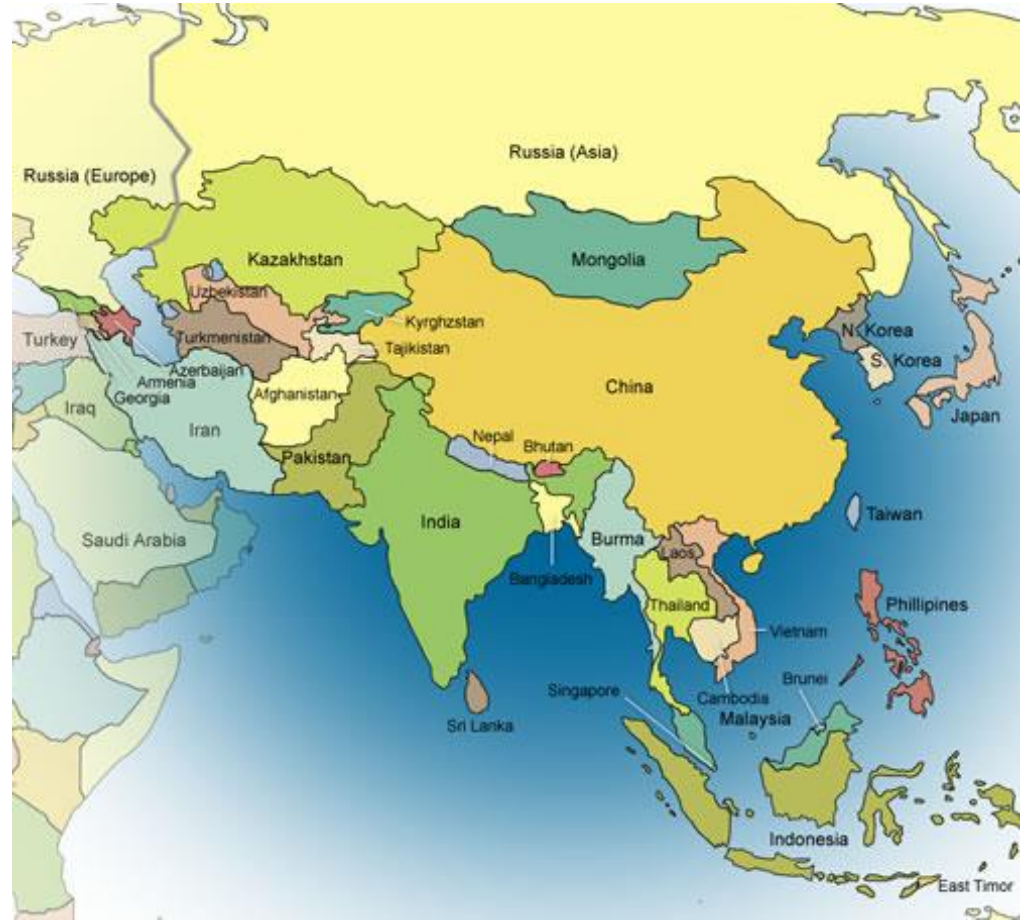 Russia (Asia)
Russia (Europe)
Kazakhstan
Mongolia
Uzbekistan
Kyrghzstan
N. Korea
Turkey
Turkmenistan
Tajikistan
S. Korea
Azerbaijan
Armenia
Georgia
Afghanistan
China
Iraq
Japan
Iran
Nepal
Bhutan
Pakistan
India
Taiwan
Saudi Arabia
Burma
Laos
Bangladesh
Thailand
Phillipines
Vietnam
Singapore
Brunei
Cambodia
Malaysia
Sri Lanka
Indonesia
East Timor